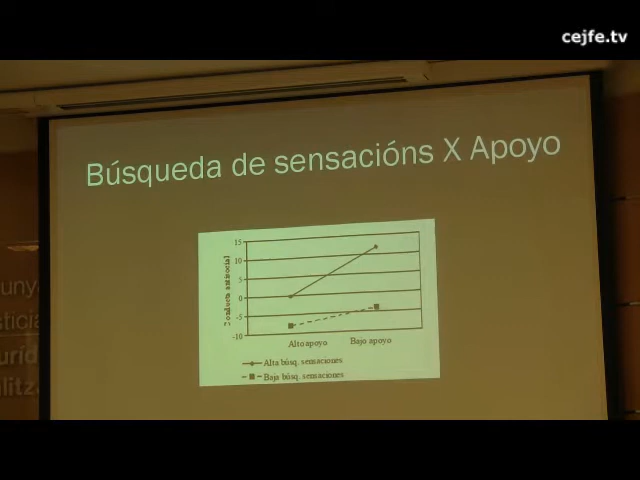 cejfe.tv
Búsqueda de sensacións X Apoyo
15
10
5
0
-5
-10
Conducta antisocial
Alto apoyo Bajo apoyo
Alta búsq. sensaciones
Baja búsq. sensaciones